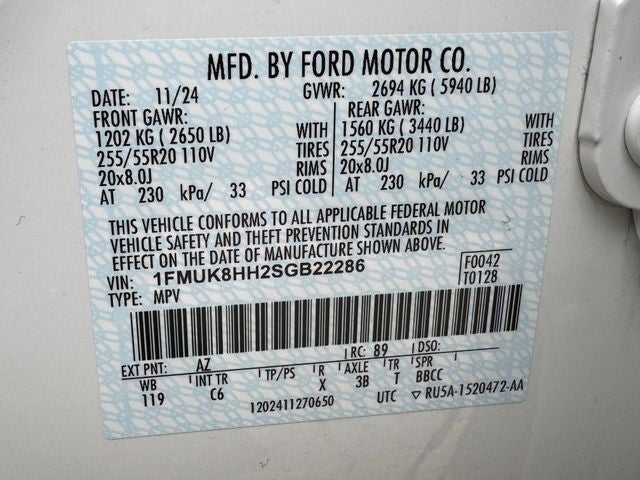 MFD. BY FORD MOTOR CO.
DATE: 11/24 GVWR: 2694 KG ( 5940 LB)
FRONT GAWR: REAR GAWR:
1202 KG ( 2650 LB) WITH 1560 KG ( 3440 LB) WITH
255/55R20 110V TIRES 255/55R20 110V TIRES
20x8.0J RIMS 20x8.0J RIMS
AT 230 kPa/ 33 PSI COLD AT 230 kPa/ 33 PSI COLD
THIS VEHICLE CONFORMS TO ALL APPLICABLE FEDERAL MOTOR
VEHICLE SAFETY AND THEFT PREVENTION STANDARDS IN
EFFECT ON THE DATE OF MANUFACTURE SHOWN ABOVE.
VIN: 1FMUK8HH2SGB22286 F0042
TYPE: MPV T0128
EXT PNT: AZ RC: 89 DSO:
WB INT TR TP/PS R AXLE TR SPR
119 C6 X 3B T BBCC
1202411270650 UTC ▽ RU5A-1520472-AA